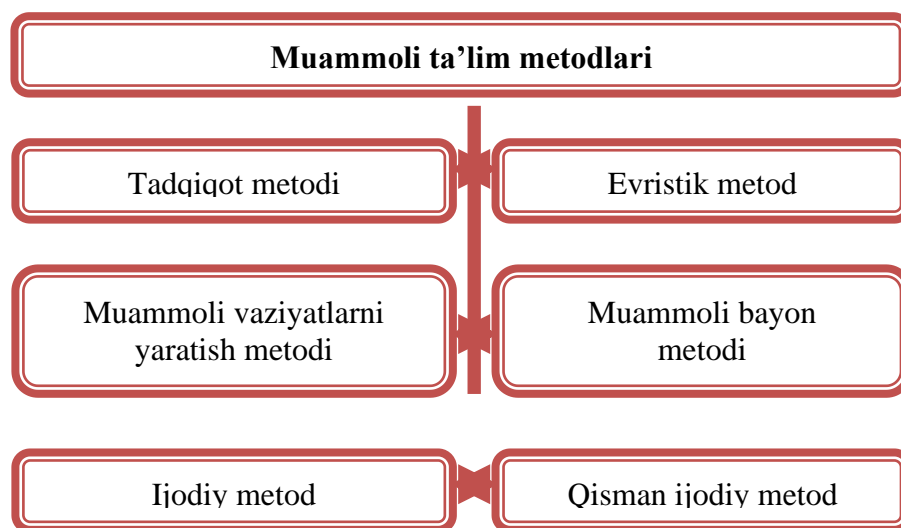 Muammoli ta’lim metodlari
Tadqiqot metodi
Evristik metod
Muammoli vaziyatlarni
yaratish metodi
Muammoli bayon
metodi
Ijodiy metod
Qisman ijodiy metod